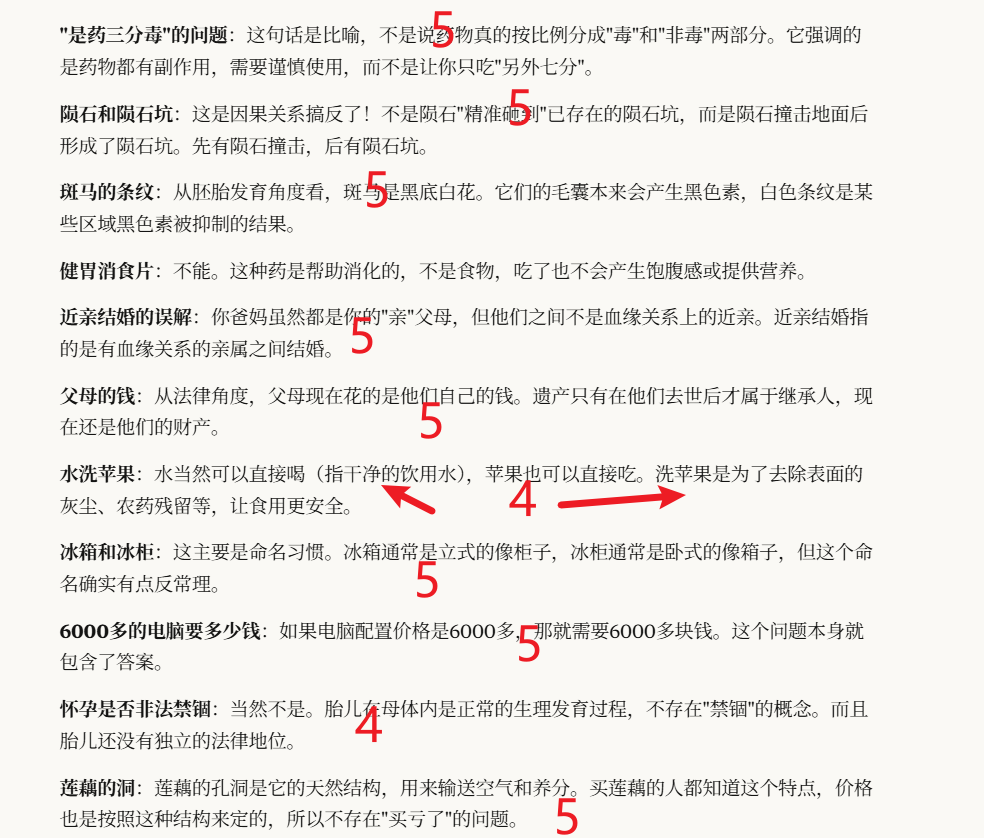 "是药三分毒"的问题：这句话是比喻，不是说药物真的按比例分成"毒"和"非毒"两部分。它强调的
5
是药物都有副作用，需要谨慎使用，而不是让你只吃"另外七分"。
陨石和陨石坑：这是因果关系搞反了！不是陨石"精准砸到"已存在的陨石坑，而是陨石撞击地面后
5
形成了陨石坑。先有陨石撞击，后有陨石坑。
斑马的条纹：从胚胎发育角度看，斑马是黑底白花。它们的毛囊本来会产生黑色素，白色条纹是某
5
些区域黑色素被抑制的结果。
健胃消食片：不能。这种药是帮助消化的，不是食物，吃了也不会产生饱腹感或提供营养。
近亲结婚的误解：你爸妈虽然都是你的"亲"父母，但他们之间不是血缘关系上的近亲。近亲结婚指
5
的是有血缘关系的亲属之间结婚。
父母的钱：从法律角度，父母现在花的是他们自己的钱。遗产只有在他们去世后才属于继承人，现
5
在还是他们的财产。
水洗苹果：水当然可以直接喝（指干净的饮用水），苹果也可以直接吃。洗苹果是为了去除表面的
4
灰尘、农药残留等，让食用更安全。
冰箱和冰柜：这主要是命名习惯。冰箱通常是立式的像柜子，冰柜通常是卧式的像箱子，但这个命
5
名确实有点反常理。
6000多的电脑要多少钱：如果电脑配置价格是6000多，那就需要6000多块钱。这个问题本身就
5
包含了答案。
怀孕是否非法禁锢：当然不是。胎儿在母体内是正常的生理发育过程，不存在"禁锢"的概念。而且
4
胎儿还没有独立的法律地位。
莲藕的洞：莲藕的孔洞是它的天然结构，用来输送空气和养分。买莲藕的人都知道这个特点，价格
5
也是按照这种结构来定的，所以不存在"买亏了"的问题。